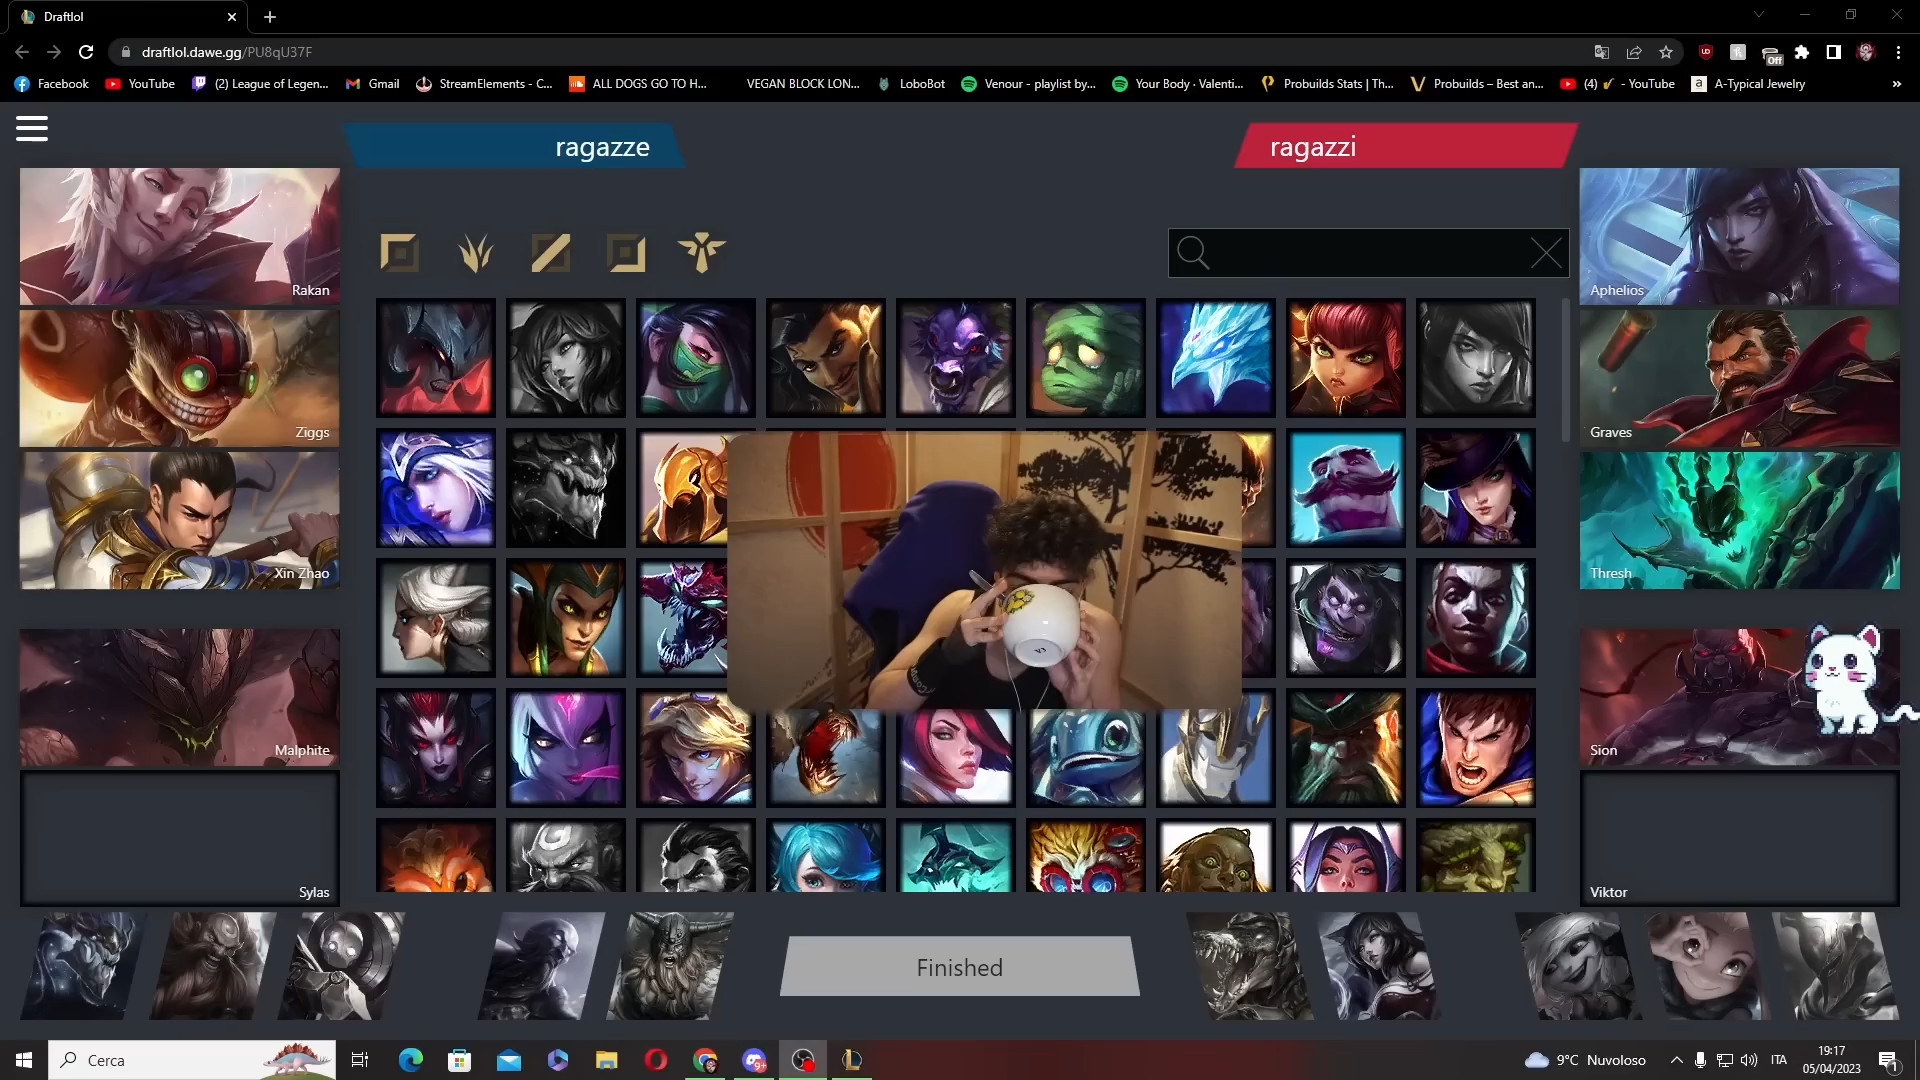 Draftlol
draftlol.dawe.gg/PU8qU37F
Off
Facebook
YouTube
(2) League of Legen...
Gmail
StreamElements - C...
ALL DOGS GO TO H...
VEGAN BLOCK LON...
LoboBot
Venour - playlist by...
Your Body · Valenti...
Probuilds Stats | Th...
Probuilds – Best an...
(4) ✔ - YouTube
A-Typical Jewelry
»
ragazze
ragazzi
Rakan
Aphelios
Ziggs
Graves
Xin Zhao
Thresh
Malphite
Sion
Sylas
Viktor
Finished
Cerca
9+
9°C Nuvoloso
ITA
19:17
05/04/2023
1